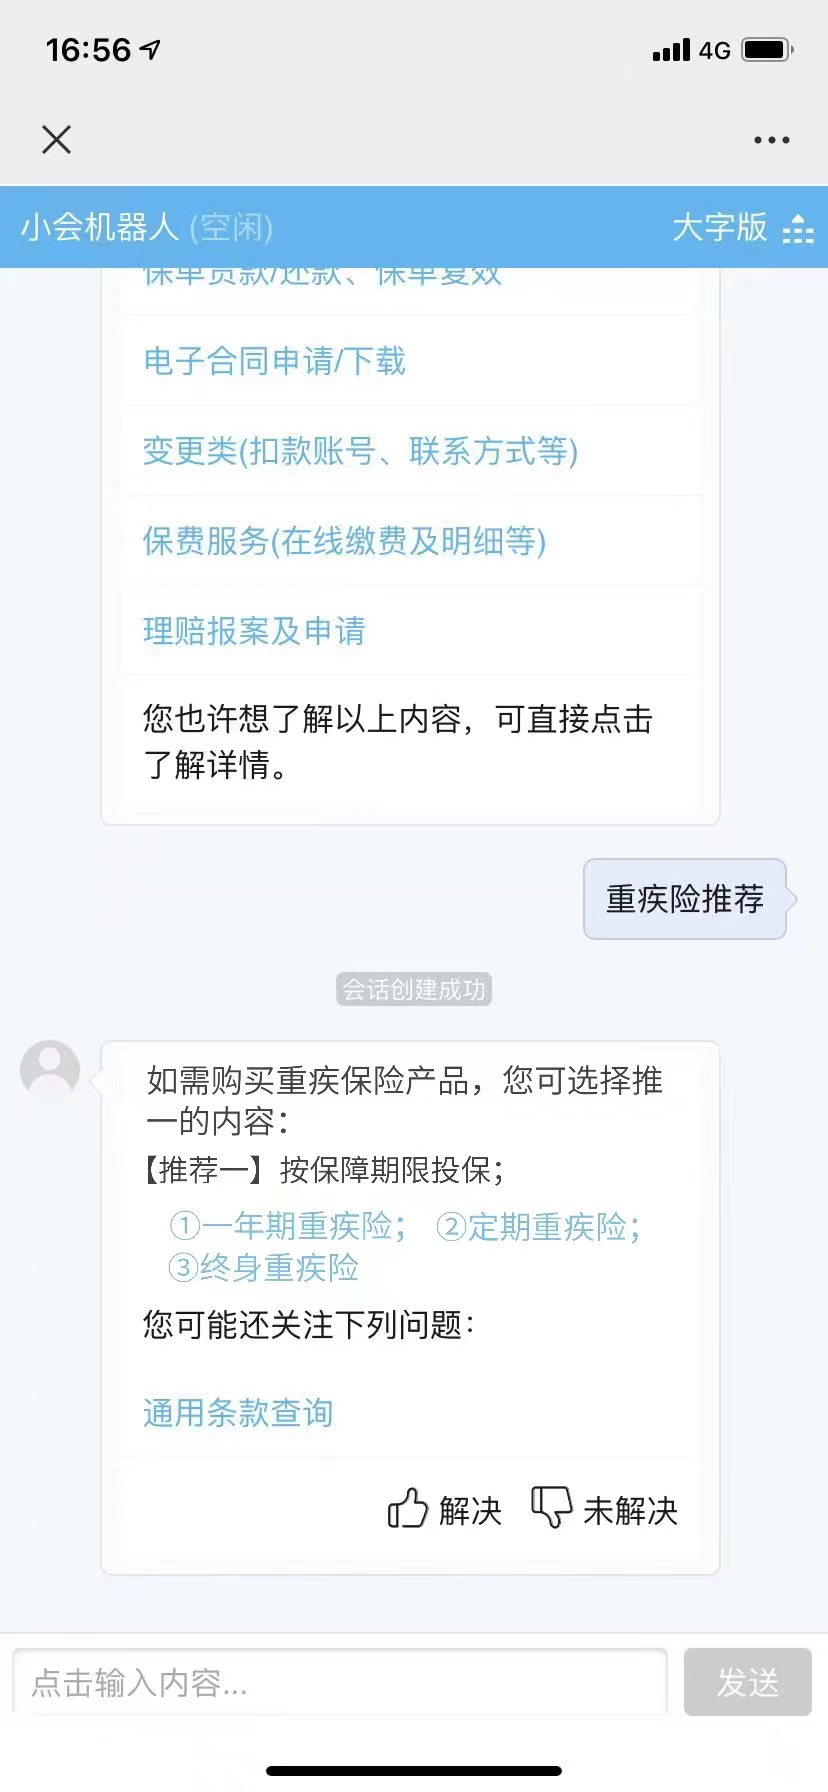 16:56
4G
小会机器人 (空闲)
大字版
保单贷款/还款、保单复效
电子合同申请/下载
变更类(扣款账号、联系方式等)
保费服务(在线缴费及明细等)
理赔报案及申请
您也许想了解以上内容，可直接点击
了解详情。
重疾险推荐
会话创建成功
如需购买重疾保险产品，您可选择推
一的内容：
【推荐一】按保障期限投保；
①一年期重疾险； ②定期重疾险；
③终身重疾险
您可能还关注下列问题：
通用条款查询
解决
未解决
点击输入内容...
发送